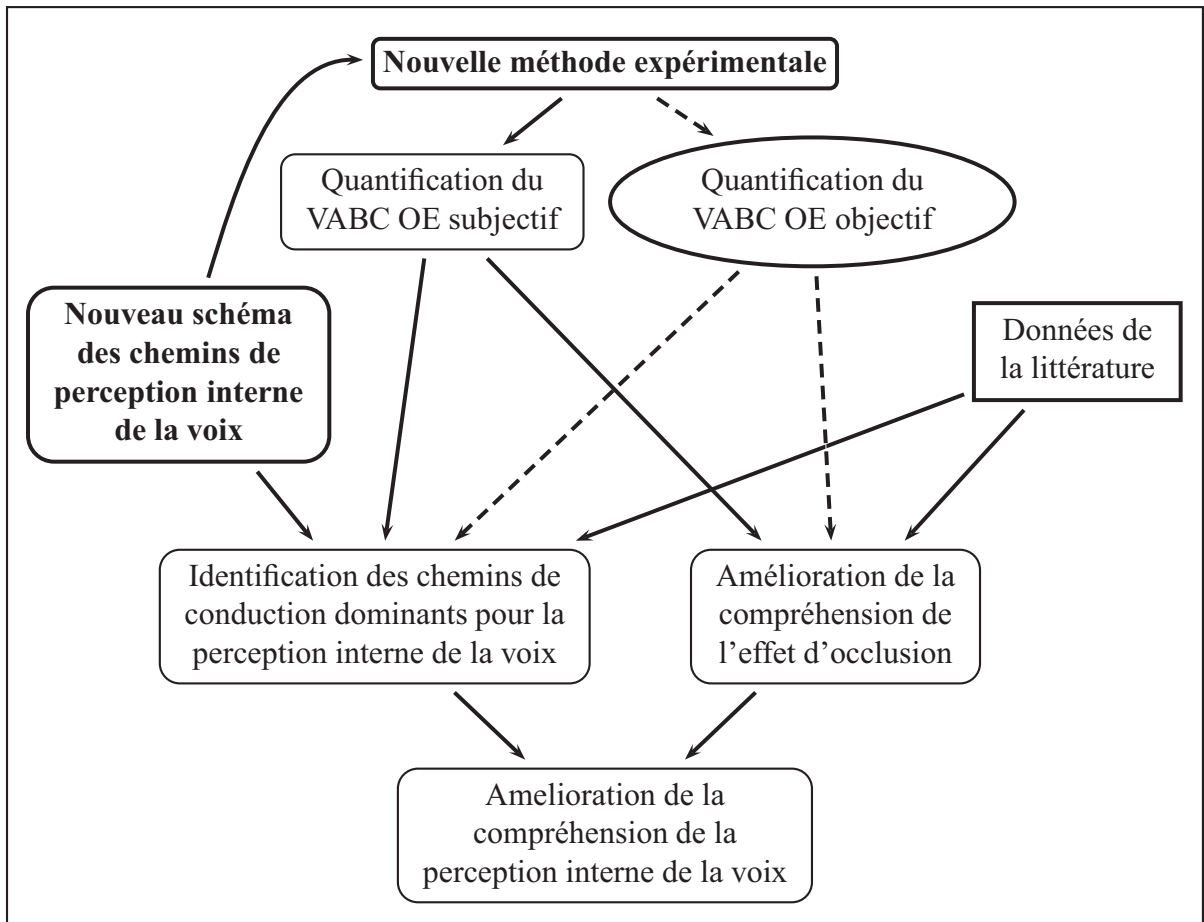 Nouvelle méthode expérimentale
Quantification du
VABC OE subjectif
Quantification du
VABC OE objectif
Nouveau schéma
des chemins de
perception interne
de la voix
Données de
la littérature
Identification des chemins de
conduction dominants pour la
perception interne de la voix
Amélioration de la
compréhension de
l’effet d’occlusion
Amelioration de la
compréhension de la
perception interne de la voix